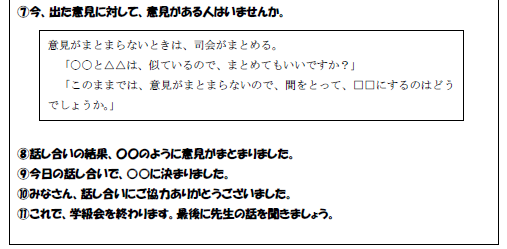 ⑦今、出た意見に対して、意見がある人はいませんか。
意見がまとまらないときは、司会がまとめる。
「○○と△△は、似ているので、まとめてもいいですか？」
「このままでは、意見がまとまらないので、間をとって、□□にするのはどう
でしょうか。」
⑧話し合いの結果、○○のように意見がまとまりました。
⑨今日の話し合いで、○○に決まりました。
⑩みなさん、話し合いにご協力ありがとうございました。
⑪これで、学級会を終わります。最後に先生の話を聞きましょう。